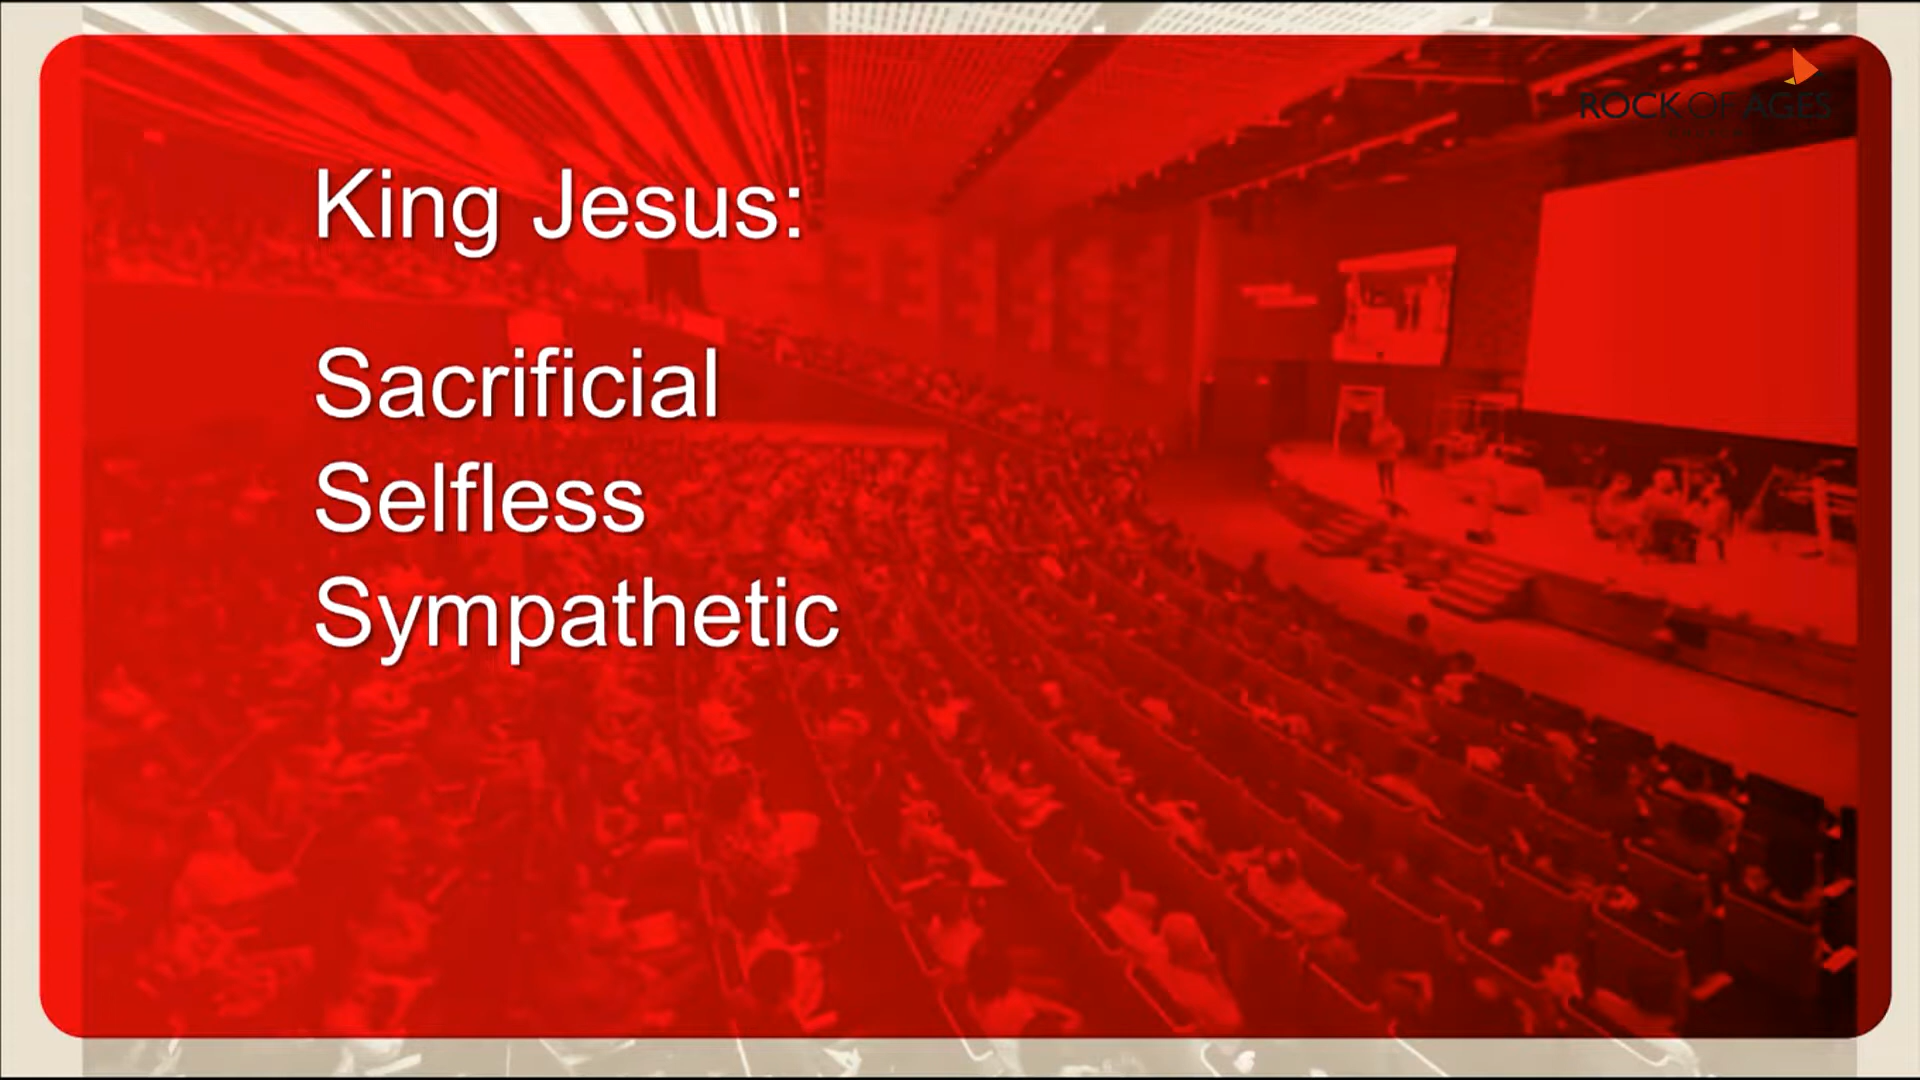 ROCK OF AGES
King Jesus:
Sacrificial
Selfless
Sympathetic